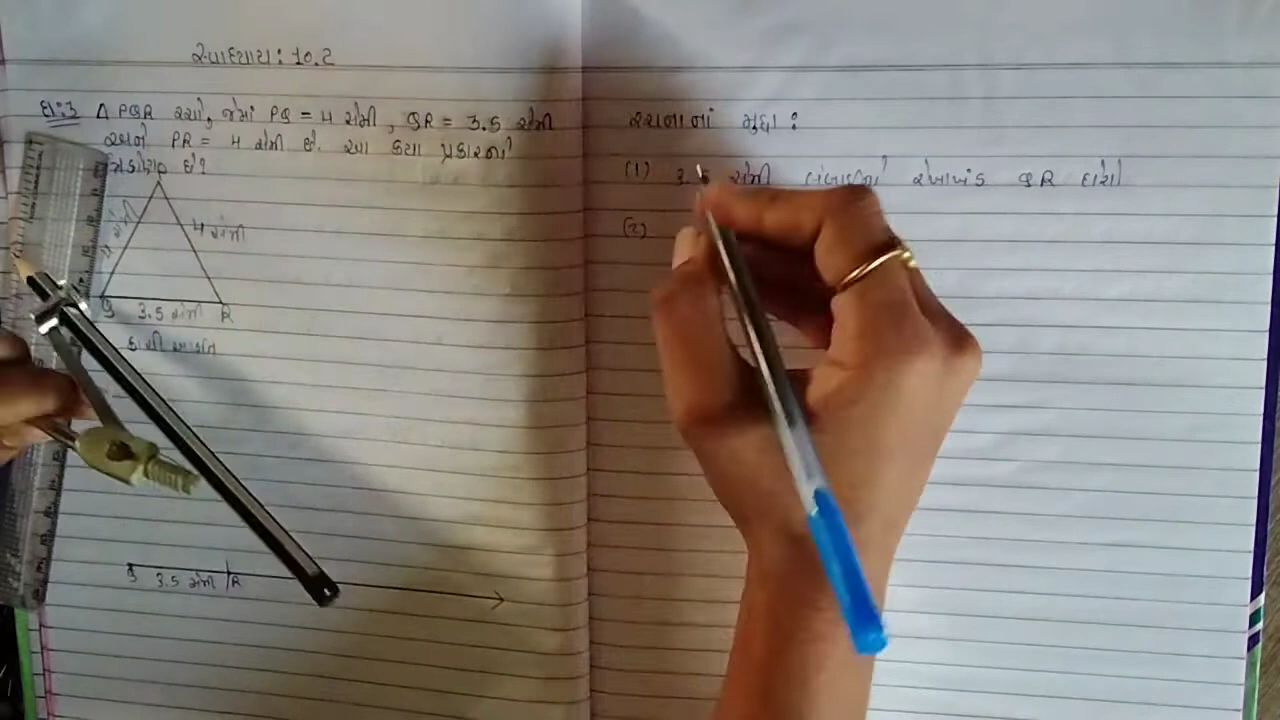 સ્વાધ્યાય: 10.2
દા:3 Δ PQR રચો, જેમાં PQ = 4 સેમી, QR = 3.5 સેમી
અને PR = 4 સેમી છે. આ કયા પ્રકારનો
ત્રિકોણ છે?
P
4 સેમી
Q 3.5 સેમી R
કાચી આકૃતિ
Q 3.5 સેમી R
રચનાનાં મુદ્દા :
(1) 3.5 સેમી લંબાઈનો રેખાખંડ QR દોરો
(2)